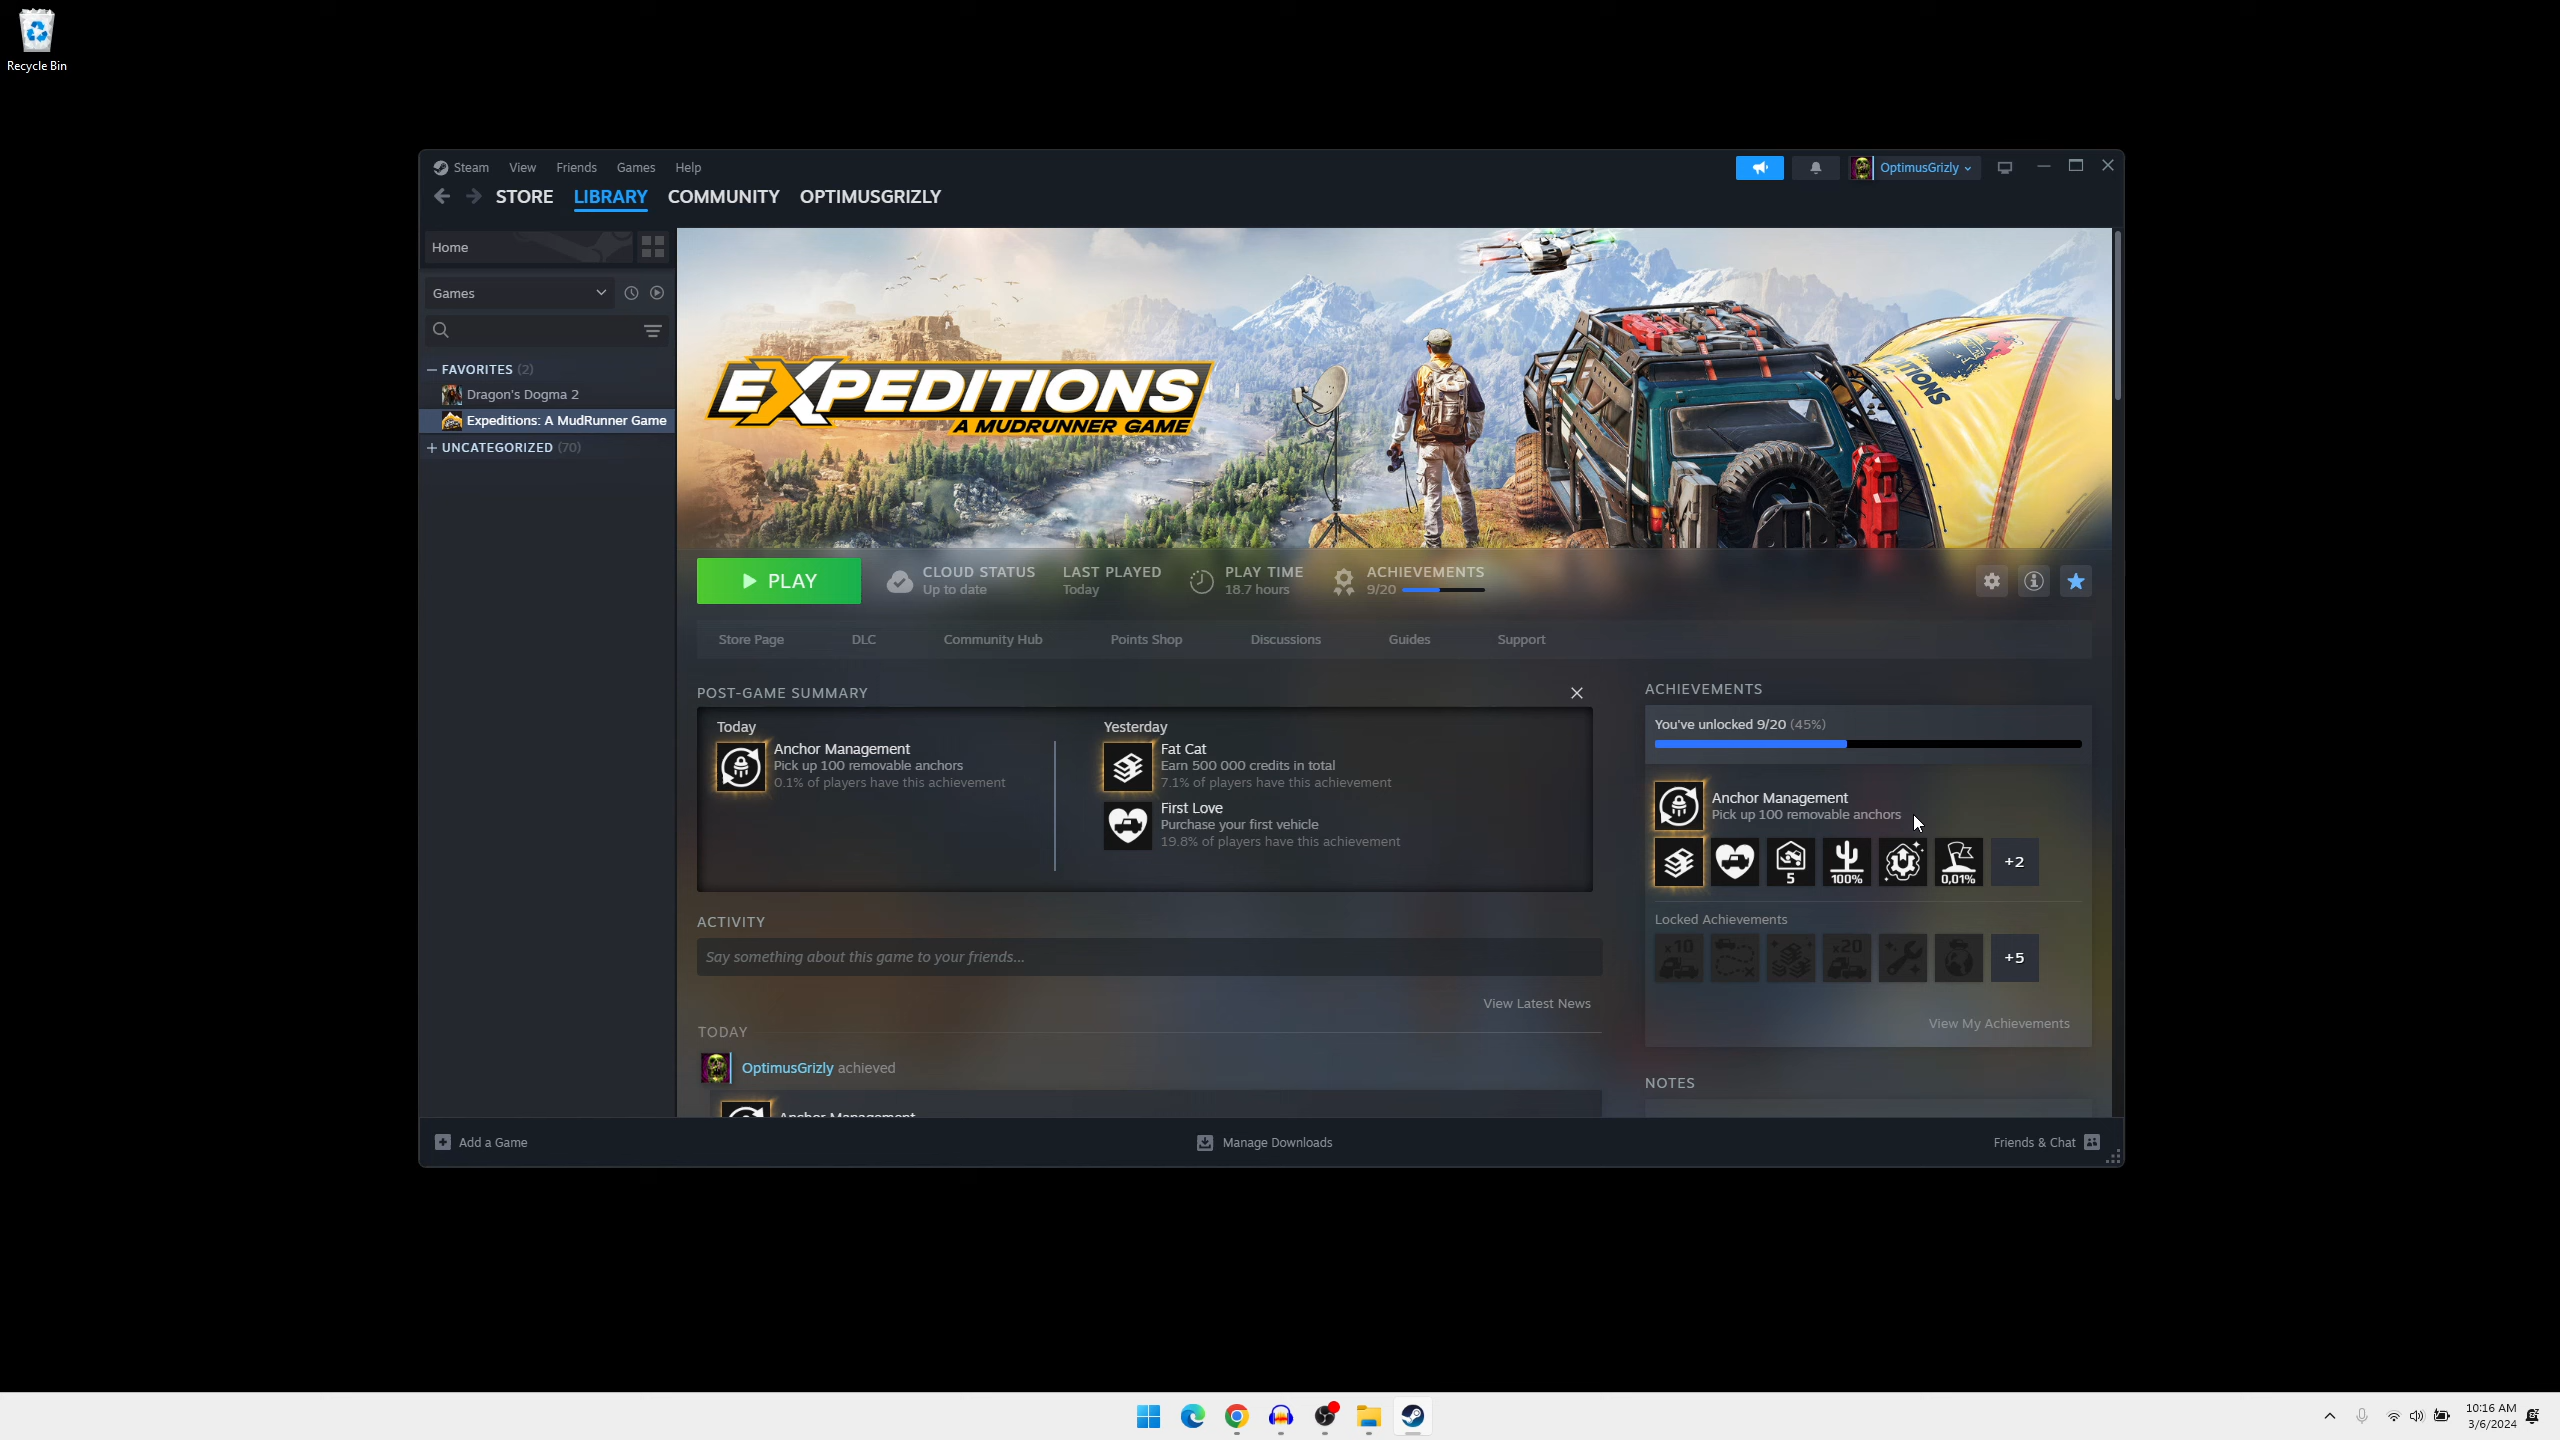 Recycle Bin
Steam View Friends Games Help
OptimusGrizly
STORE LIBRARY COMMUNITY OPTIMUSGRIZLY
Home
Games
FAVORITES (2)
Dragon's Dogma 2
Expeditions: A MudRunner Game
UNCATEGORIZED (70)
EXPEDITIONS
A MUDRUNNER GAME
PLAY
CLOUD STATUS
Up to date
LAST PLAYED
Today
PLAY TIME
18.7 hours
ACHIEVEMENTS
9/20
Store Page DLC Community Hub Points Shop Discussions Guides Support
POST-GAME SUMMARY
Today
Anchor Management
Pick up 100 removable anchors
0.1% of players have this achievement
Yesterday
Fat Cat
Earn 500 000 credits in total
7.1% of players have this achievement
First Love
Purchase your first vehicle
19.8% of players have this achievement
ACTIVITY
Say something about this game to your friends...
View Latest News
TODAY
OptimusGrizly achieved
Anchor Management
ACHIEVEMENTS
You've unlocked 9/20 (45%)
Anchor Management
Pick up 100 removable anchors
5
100%
0,01%
+2
Locked Achievements
x10
x20
+5
View My Achievements
NOTES
Add a Game
Manage Downloads
Friends & Chat
10:16 AM
3/6/2024